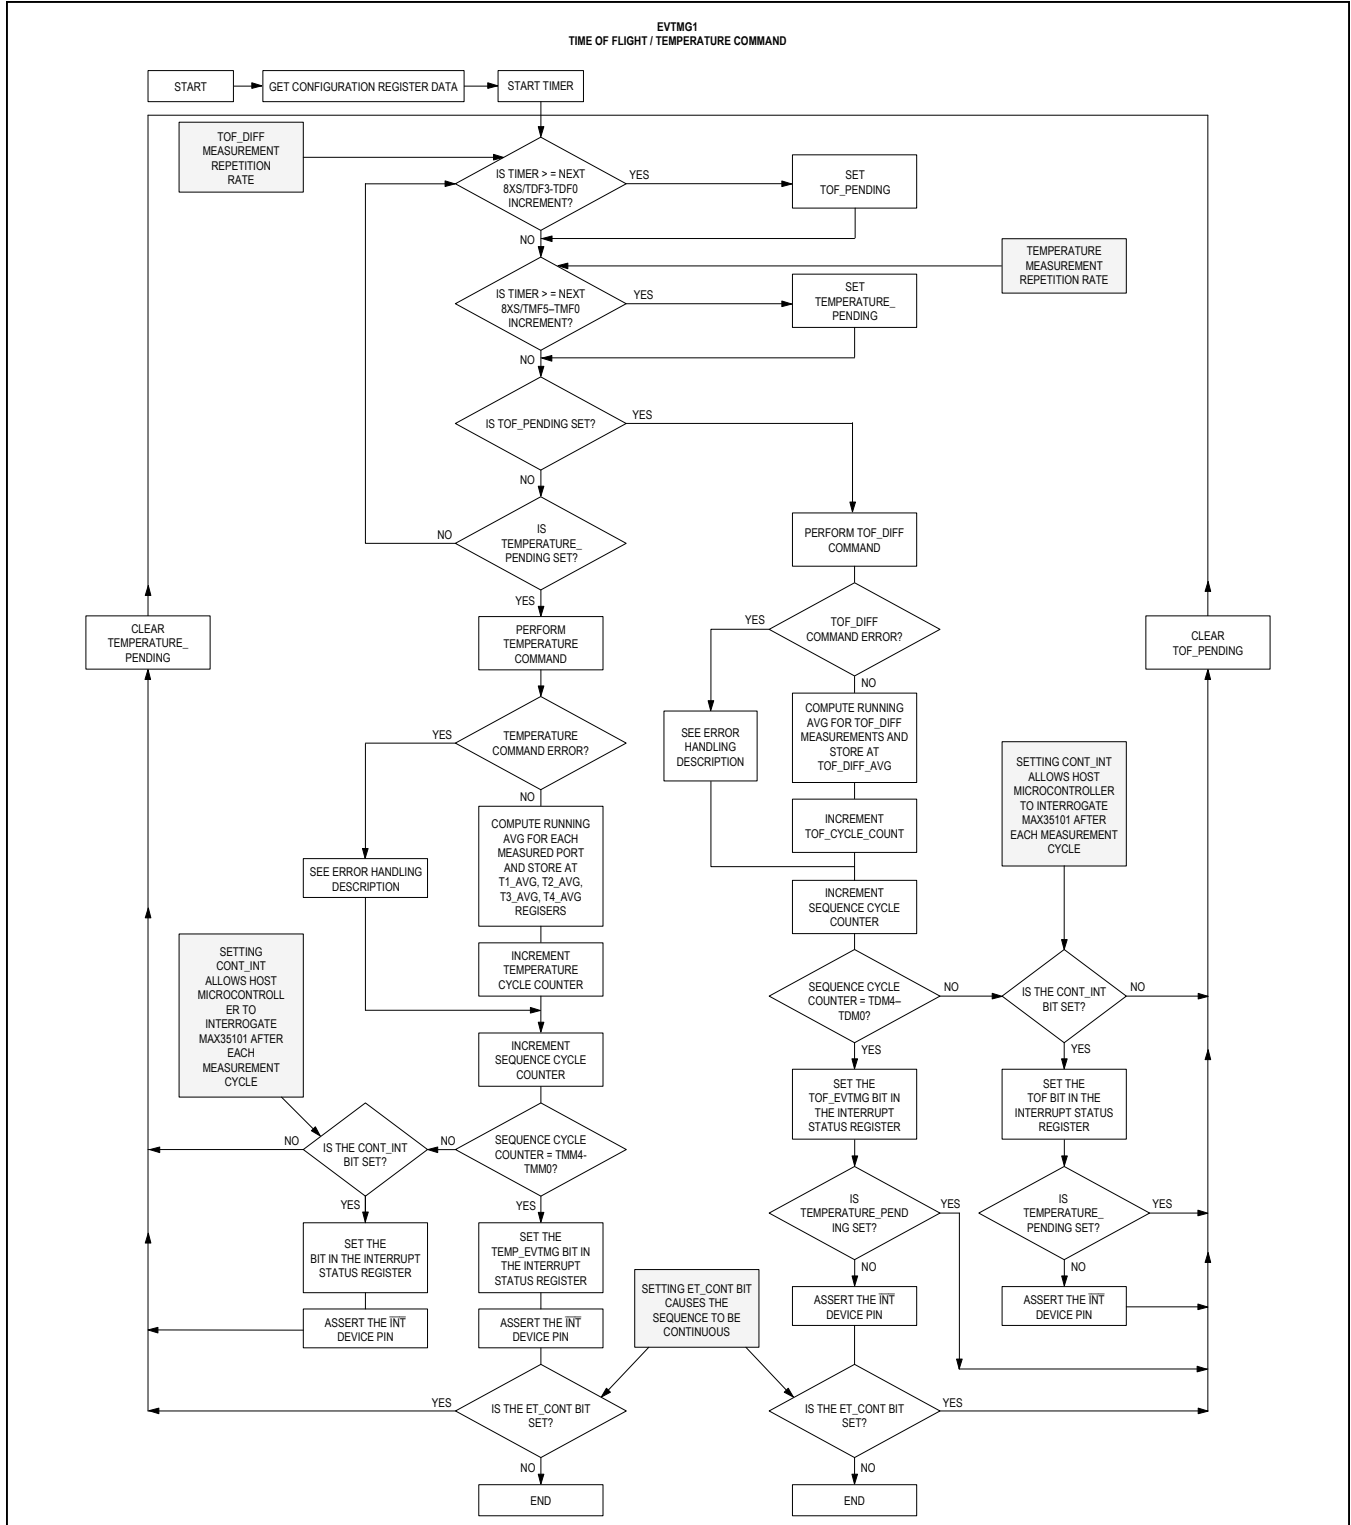 EVTMG1
TIME OF FLIGHT / TEMPERATURE COMMAND
START
GET CONFIGURATION REGISTER DATA
START TIMER
TOF_DIFF
MEASUREMENT
REPETITION
RATE
IS TIMER > = NEXT
8XS/TDF3-TDF0
INCREMENT?
YES
SET
TOF_PENDING
NO
TEMPERATURE
MEASUREMENT
REPETITION RATE
IS TIMER > = NEXT
8XS/TMF5–TMF0
INCREMENT?
YES
SET
TEMPERATURE_
PENDING
NO
IS TOF_PENDING SET?
YES
NO
IS
TEMPERATURE_
PENDING SET?
NO
YES
PERFORM TOF_DIFF
COMMAND
CLEAR
TEMPERATURE_
PENDING
PERFORM
TEMPERATURE
COMMAND
TOF_DIFF
COMMAND ERROR?
YES
NO
CLEAR
TOF_PENDING
TEMPERATURE
COMMAND ERROR?
YES
NO
SEE ERROR
HANDLING
DESCRIPTION
COMPUTE RUNNING
AVG FOR TOF_DIFF
MEASUREMENTS AND
STORE AT
TOF_DIFF_AVG
SETTING CONT_INT
ALLOWS HOST
MICROCONTROLLER
TO INTERROGATE
MAX35101 AFTER
EACH MEASUREMENT
CYCLE
INCREMENT
TOF_CYCLE_COUNT
SEE ERROR HANDLING
DESCRIPTION
COMPUTE RUNNING
AVG FOR EACH
MEASURED PORT
AND STORE AT
T1_AVG, T2_AVG,
T3_AVG, T4_AVG
REGISERS
INCREMENT
SEQUENCE CYCLE
COUNTER
SETTING
CONT_INT
ALLOWS HOST
MICROCONTROLL
ER TO
INTERROGATE
MAX35101 AFTER
EACH
MEASUREMENT
CYCLE
INCREMENT
TEMPERATURE
CYCLE COUNTER
SEQUENCE CYCLE
COUNTER = TDM4–
TDM0?
NO
YES
IS THE CONT_INT
BIT SET?
NO
YES
INCREMENT
SEQUENCE CYCLE
COUNTER
SET THE
TOF_EVTMG BIT IN
THE INTERRUPT
STATUS REGISTER
SET THE
TOF BIT IN THE
INTERRUPT STATUS
REGISTER
NO
IS THE CONT_INT
BIT SET?
YES
NO
SEQUENCE CYCLE
COUNTER = TMM4-
TMM0?
YES
IS
TEMPERATURE_PEND
ING SET?
YES
NO
IS
TEMPERATURE_
PENDING SET?
YES
NO
SET THE
BIT IN THE INTERRUPT
STATUS REGISTER
SET THE
TEMP_EVTMG BIT IN
THE INTERRUPT
STATUS REGISTER
SETTING ET_CONT BIT
CAUSES THE
SEQUENCE TO BE
CONTINUOUS
ASSERT THE INT
DEVICE PIN
ASSERT THE INT
DEVICE PIN
ASSERT THE INT
DEVICE PIN
ASSERT THE INT
DEVICE PIN
YES
IS THE ET_CONT BIT
SET?
NO
IS THE ET_CONT BIT
SET?
YES
NO
END
END